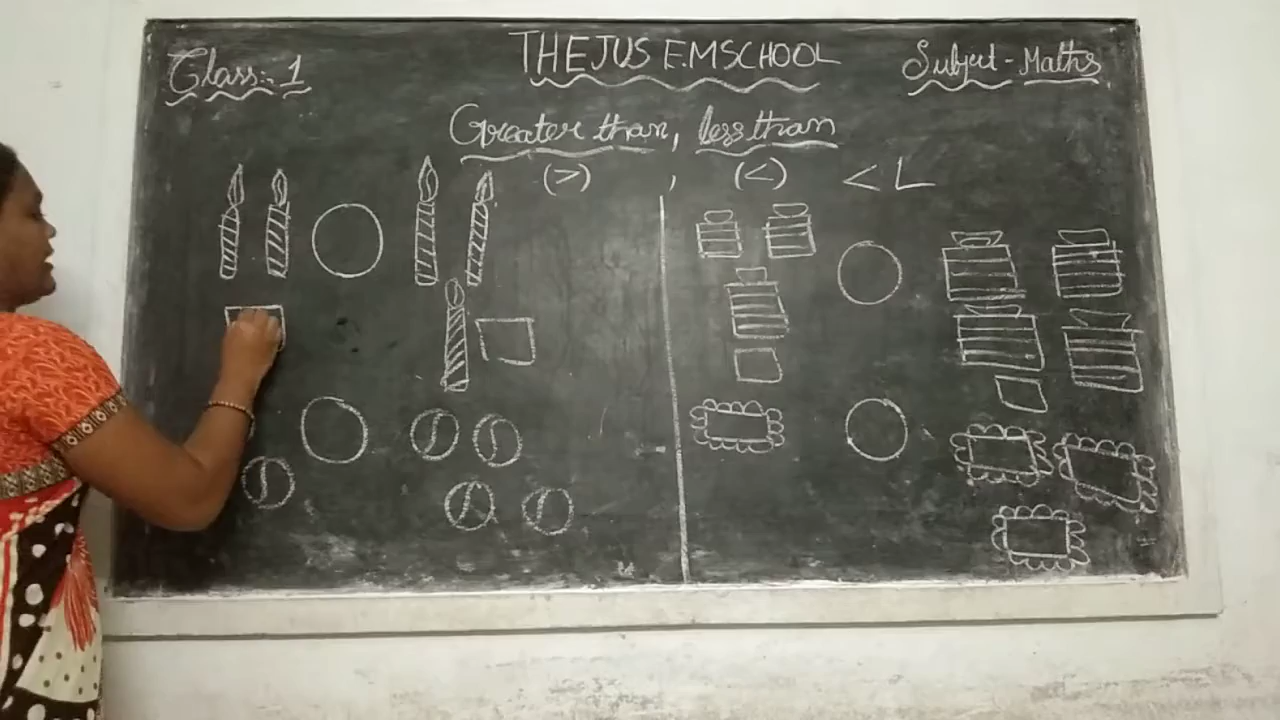 Class:- 1
THEJUS E.M SCHOOL
Subject - Maths
Greater than, less than
(>) , (<) < L